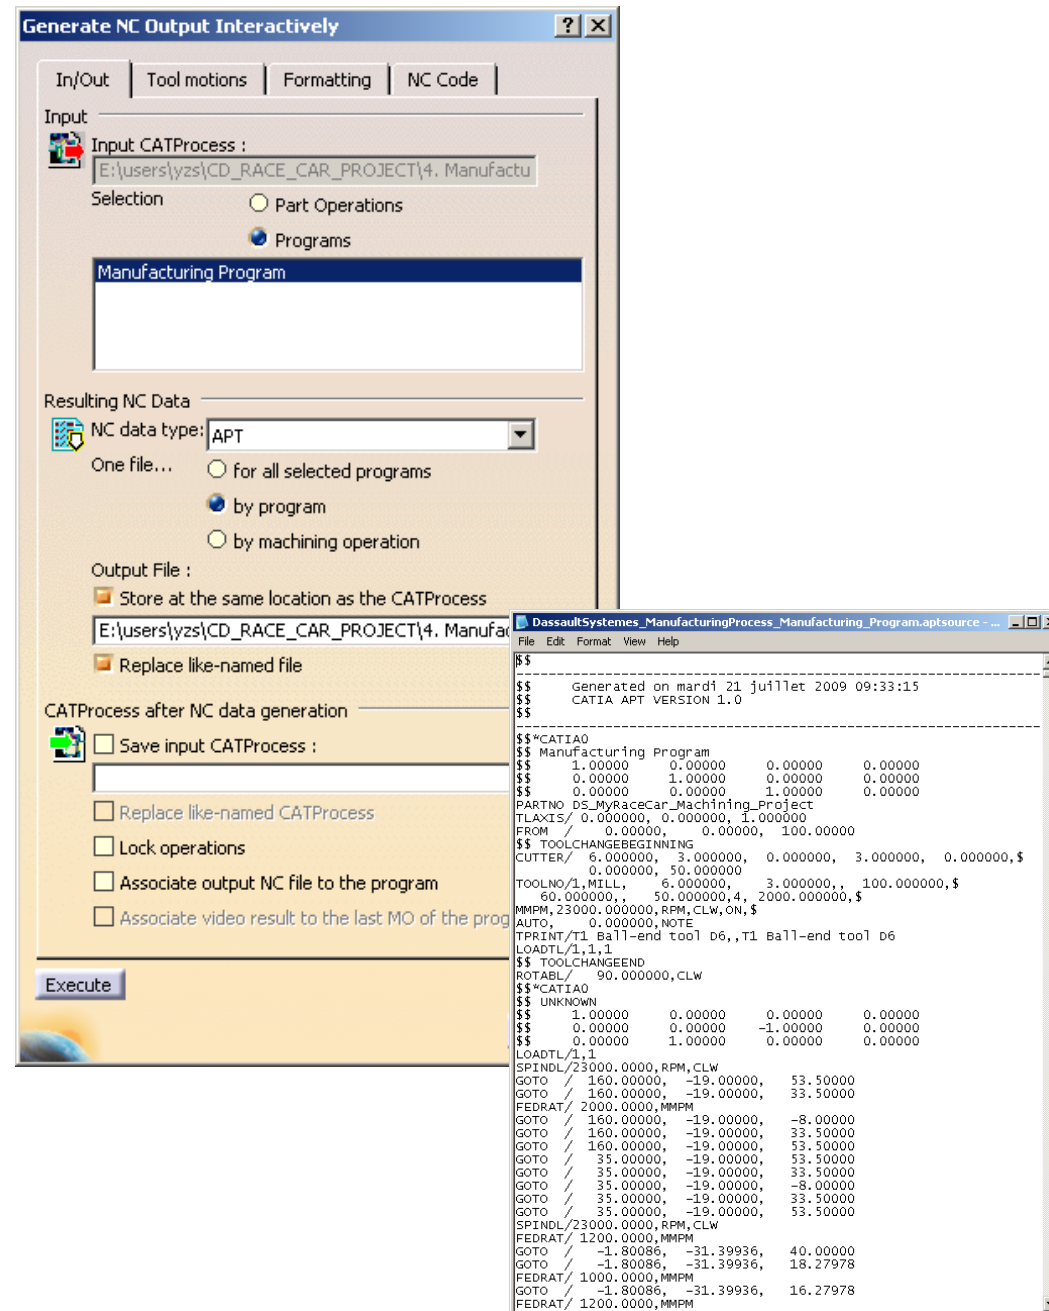 Generate NC Output Interactively
In/Out Tool motions Formatting NC Code
Input
Input CATProcess :
E:\users\yzs\CD_RACE_CAR_PROJECT\4. Manufactu
Selection Part Operations
Programs
Manufacturing Program
Resulting NC Data
NC data type: APT
One file... for all selected programs
by program
by machining operation
Output File :
Store at the same location as the CATProcess
E:\users\yzs\CD_RACE_CAR_PROJECT\4. Manufac
Replace like-named file
CATProcess after NC data generation
Save input CATProcess :
Replace like-named CATProcess
Lock operations
Associate output NC file to the program
Associate video result to the last MO of the prog
Execute
DassaultSystemes_ManufacturingProcess_Manufacturing_Program.aptsource - ...
File Edit Format View Help
$$
-----------------------------------------------------------------
$$ Generated on mardi 21 juillet 2009 09:33:15
$$ CATIA APT VERSION 1.0
$$
-----------------------------------------------------------------
$$*CATIA0
$$ Manufacturing Program
$$ 1.00000 0.00000 0.00000 0.00000
$$ 0.00000 1.00000 0.00000 0.00000
$$ 0.00000 0.00000 1.00000 0.00000
PARTNO DS_MyRaceCar_Machining_Project
TLAXIS/ 0.000000, 0.000000, 1.000000
FROM / 0.00000, 0.00000, 100.00000
$$ TOOLCHANGEBEGINNING
CUTTER/ 6.000000, 3.000000, 0.000000, 3.000000, 0.000000,$
0.000000, 50.000000
TOOLNO/1,MILL, 6.000000, 3.000000,, 100.000000,$
60.000000,, 50.000000,4, 2000.000000,$
MMPM,23000.000000,RPM,CLW,ON,$
AUTO, 0.000000,NOTE
TPRINT/T1 Ball-end tool D6,,T1 Ball-end tool D6
LOADTL/1,1,1
$$ TOOLCHANGEEND
ROTABL/ 90.000000,CLW
$$*CATIA0
$$ UNKNOWN
$$ 1.00000 0.00000 0.00000 0.00000
$$ 0.00000 0.00000 -1.00000 0.00000
$$ 0.00000 1.00000 0.00000 0.00000
LOADTL/1,1
SPINDL/23000.0000,RPM,CLW
GOTO / 160.00000, -19.00000, 53.50000
GOTO / 160.00000, -19.00000, 33.50000
FEDRAT/ 2000.0000,MMPM
GOTO / 160.00000, -19.00000, -8.00000
GOTO / 160.00000, -19.00000, 33.50000
GOTO / 160.00000, -19.00000, 53.50000
GOTO / 35.00000, -19.00000, 53.50000
GOTO / 35.00000, -19.00000, 33.50000
GOTO / 35.00000, -19.00000, -8.00000
GOTO / 35.00000, -19.00000, 33.50000
GOTO / 35.00000, -19.00000, 53.50000
SPINDL/23000.0000,RPM,CLW
FEDRAT/ 1200.0000,MMPM
GOTO / -1.80086, -31.39936, 40.00000
GOTO / -1.80086, -31.39936, 18.27978
FEDRAT/ 1000.0000,MMPM
GOTO / -1.80086, -31.39936, 16.27978
FEDRAT/ 1200.0000,MMPM